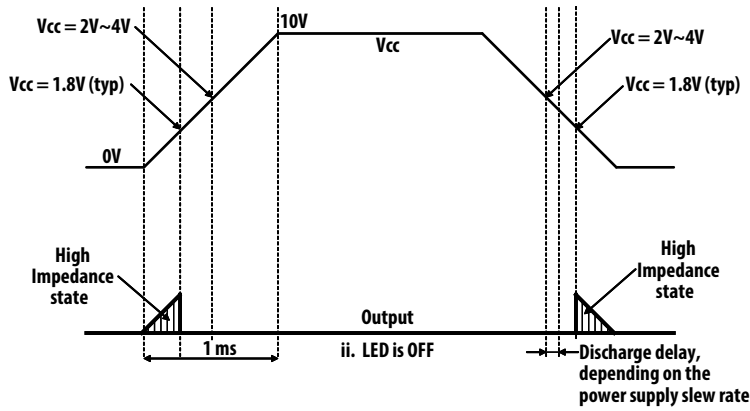 10V
Vcc = 2V~4V
Vcc
Vcc = 2V~4V
Vcc = 1.8V (typ)
Vcc = 1.8V (typ)
0V
High
Impedance
state
High
Impedance
state
Output
1 ms
ii. LED is OFF
Discharge delay,
depending on the
power supply slew rate